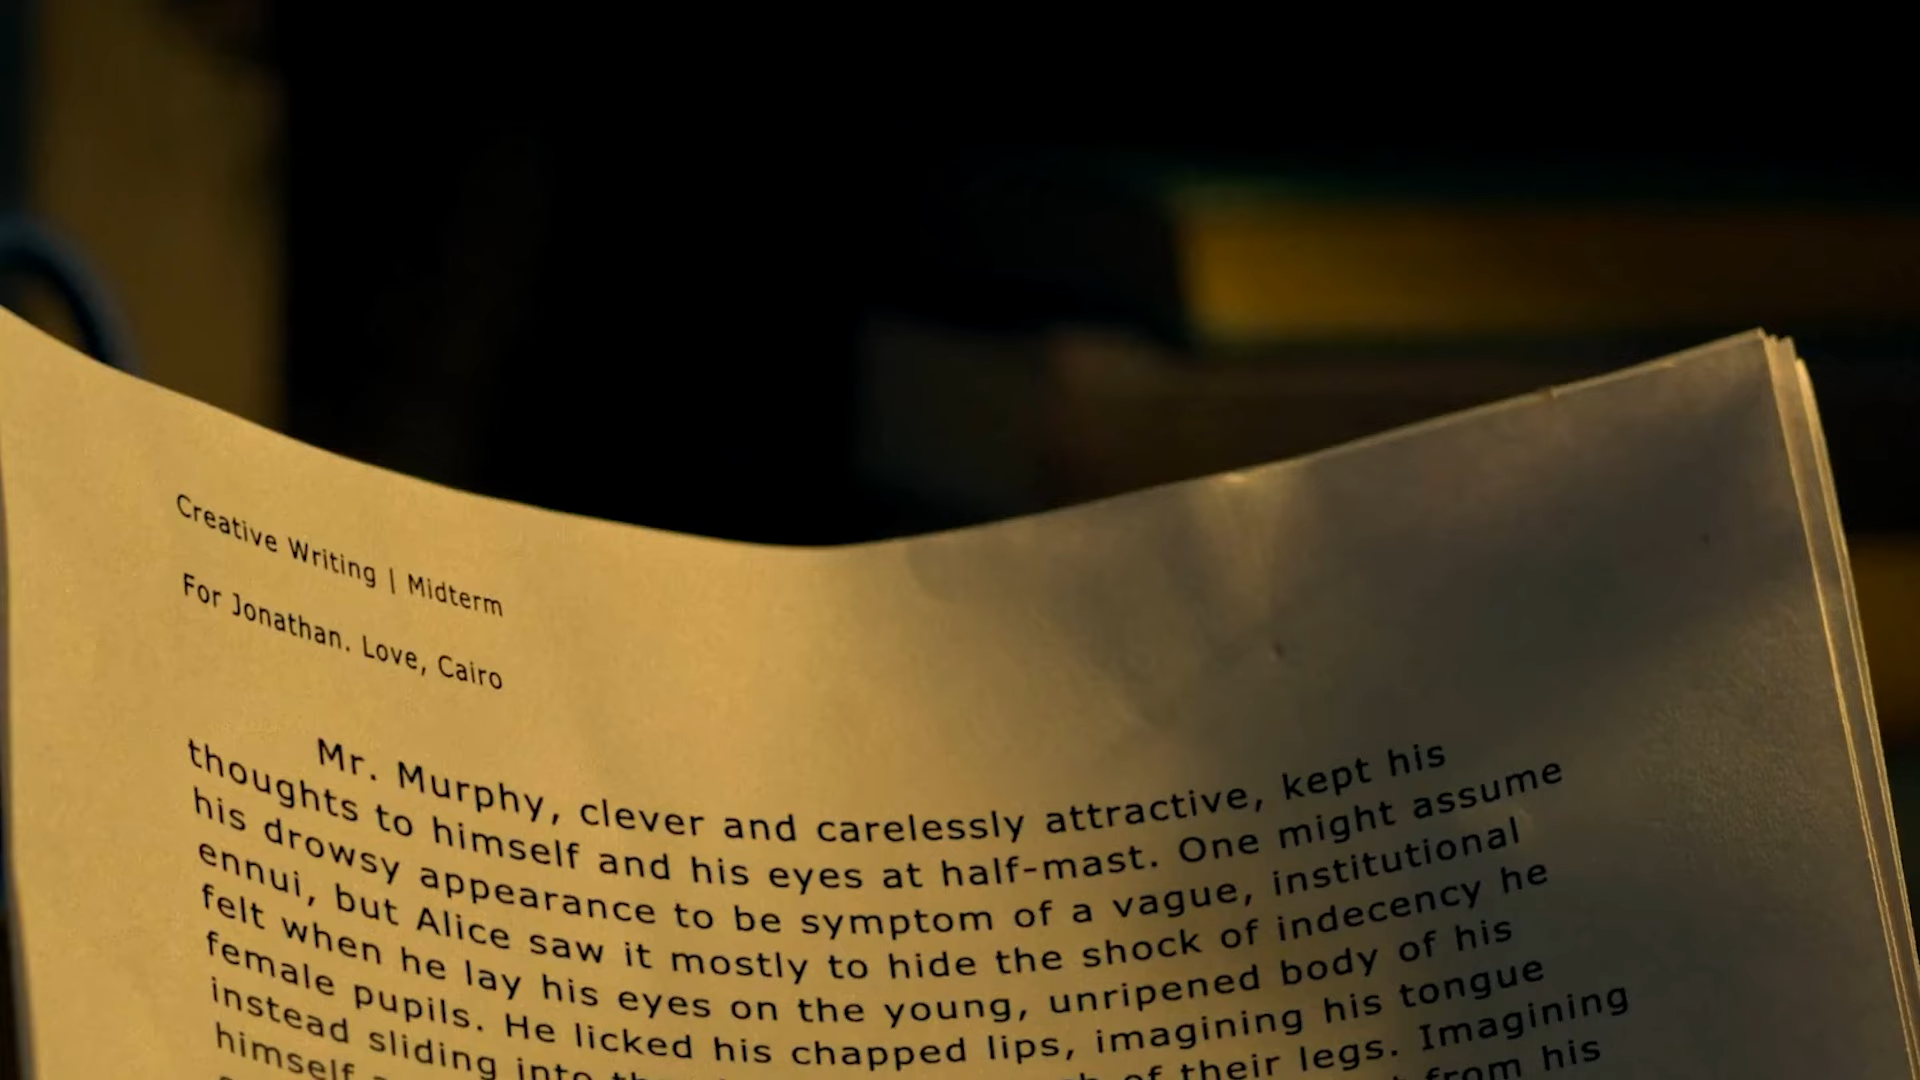 Creative Writing | Midterm
For Jonathan. Love, Cairo
Mr. Murphy, clever and carelessly attractive, kept his
thoughts to himself and his eyes at half-mast. One might assume
his drowsy appearance to be symptom of a vague, institutional
ennui, but Alice saw it mostly to hide the shock of indecency he
felt when he lay his eyes on the young, unripened body of his
female pupils. He licked his chapped lips, imagining his tongue
instead sliding into of their legs. Imagining
himself from his